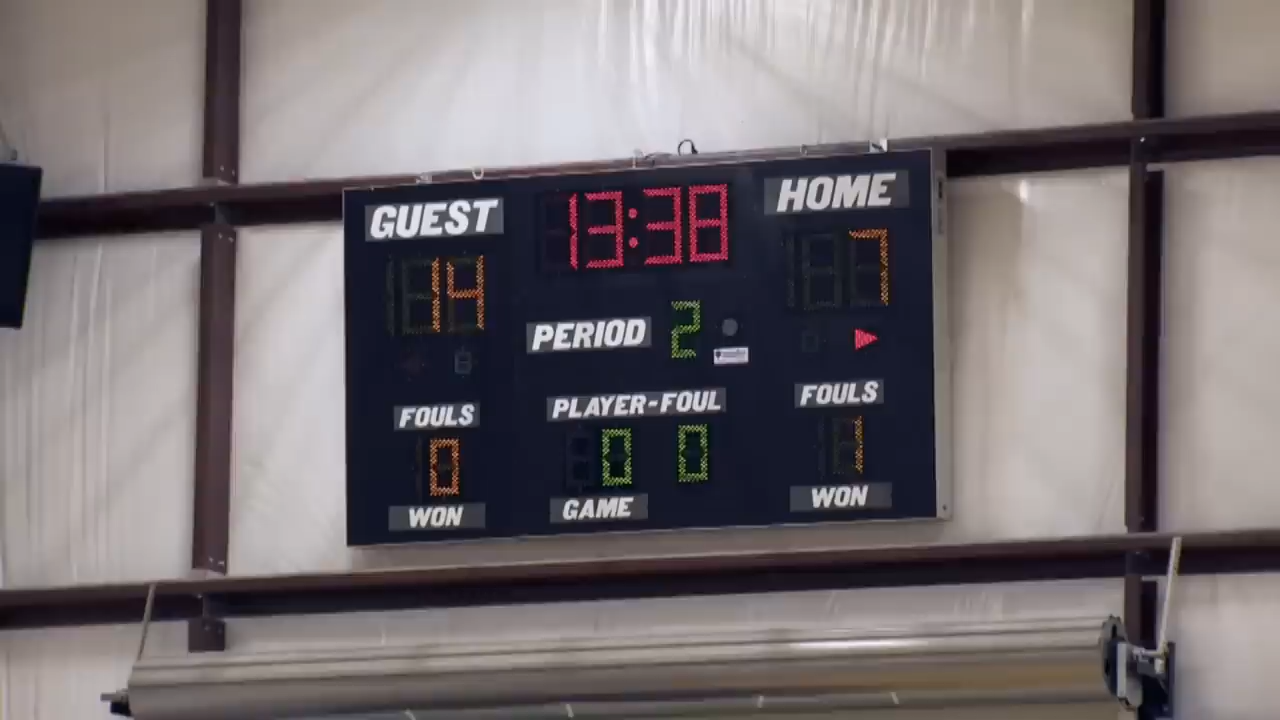 GUEST
13:38
HOME
14
7
PERIOD 2
FOULS
PLAYER-FOUL
FOULS
0
0 0
1
WON
GAME
WON